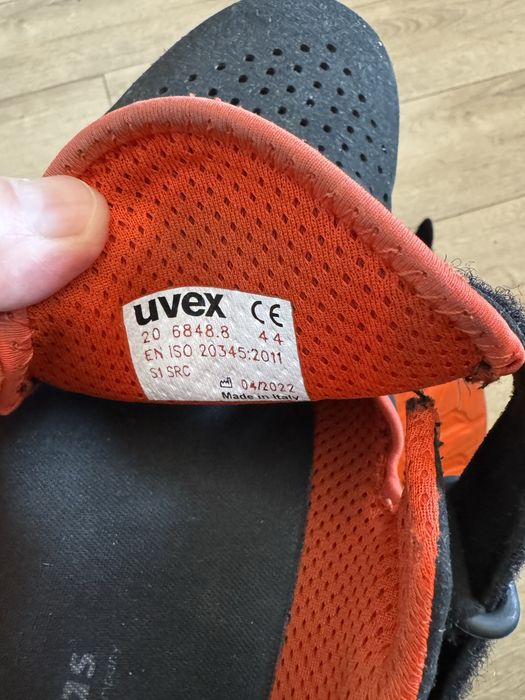 uvex CE
20 6848.8 44
EN ISO 20345:2011
S1 SRC
04/2022
Made in Italy